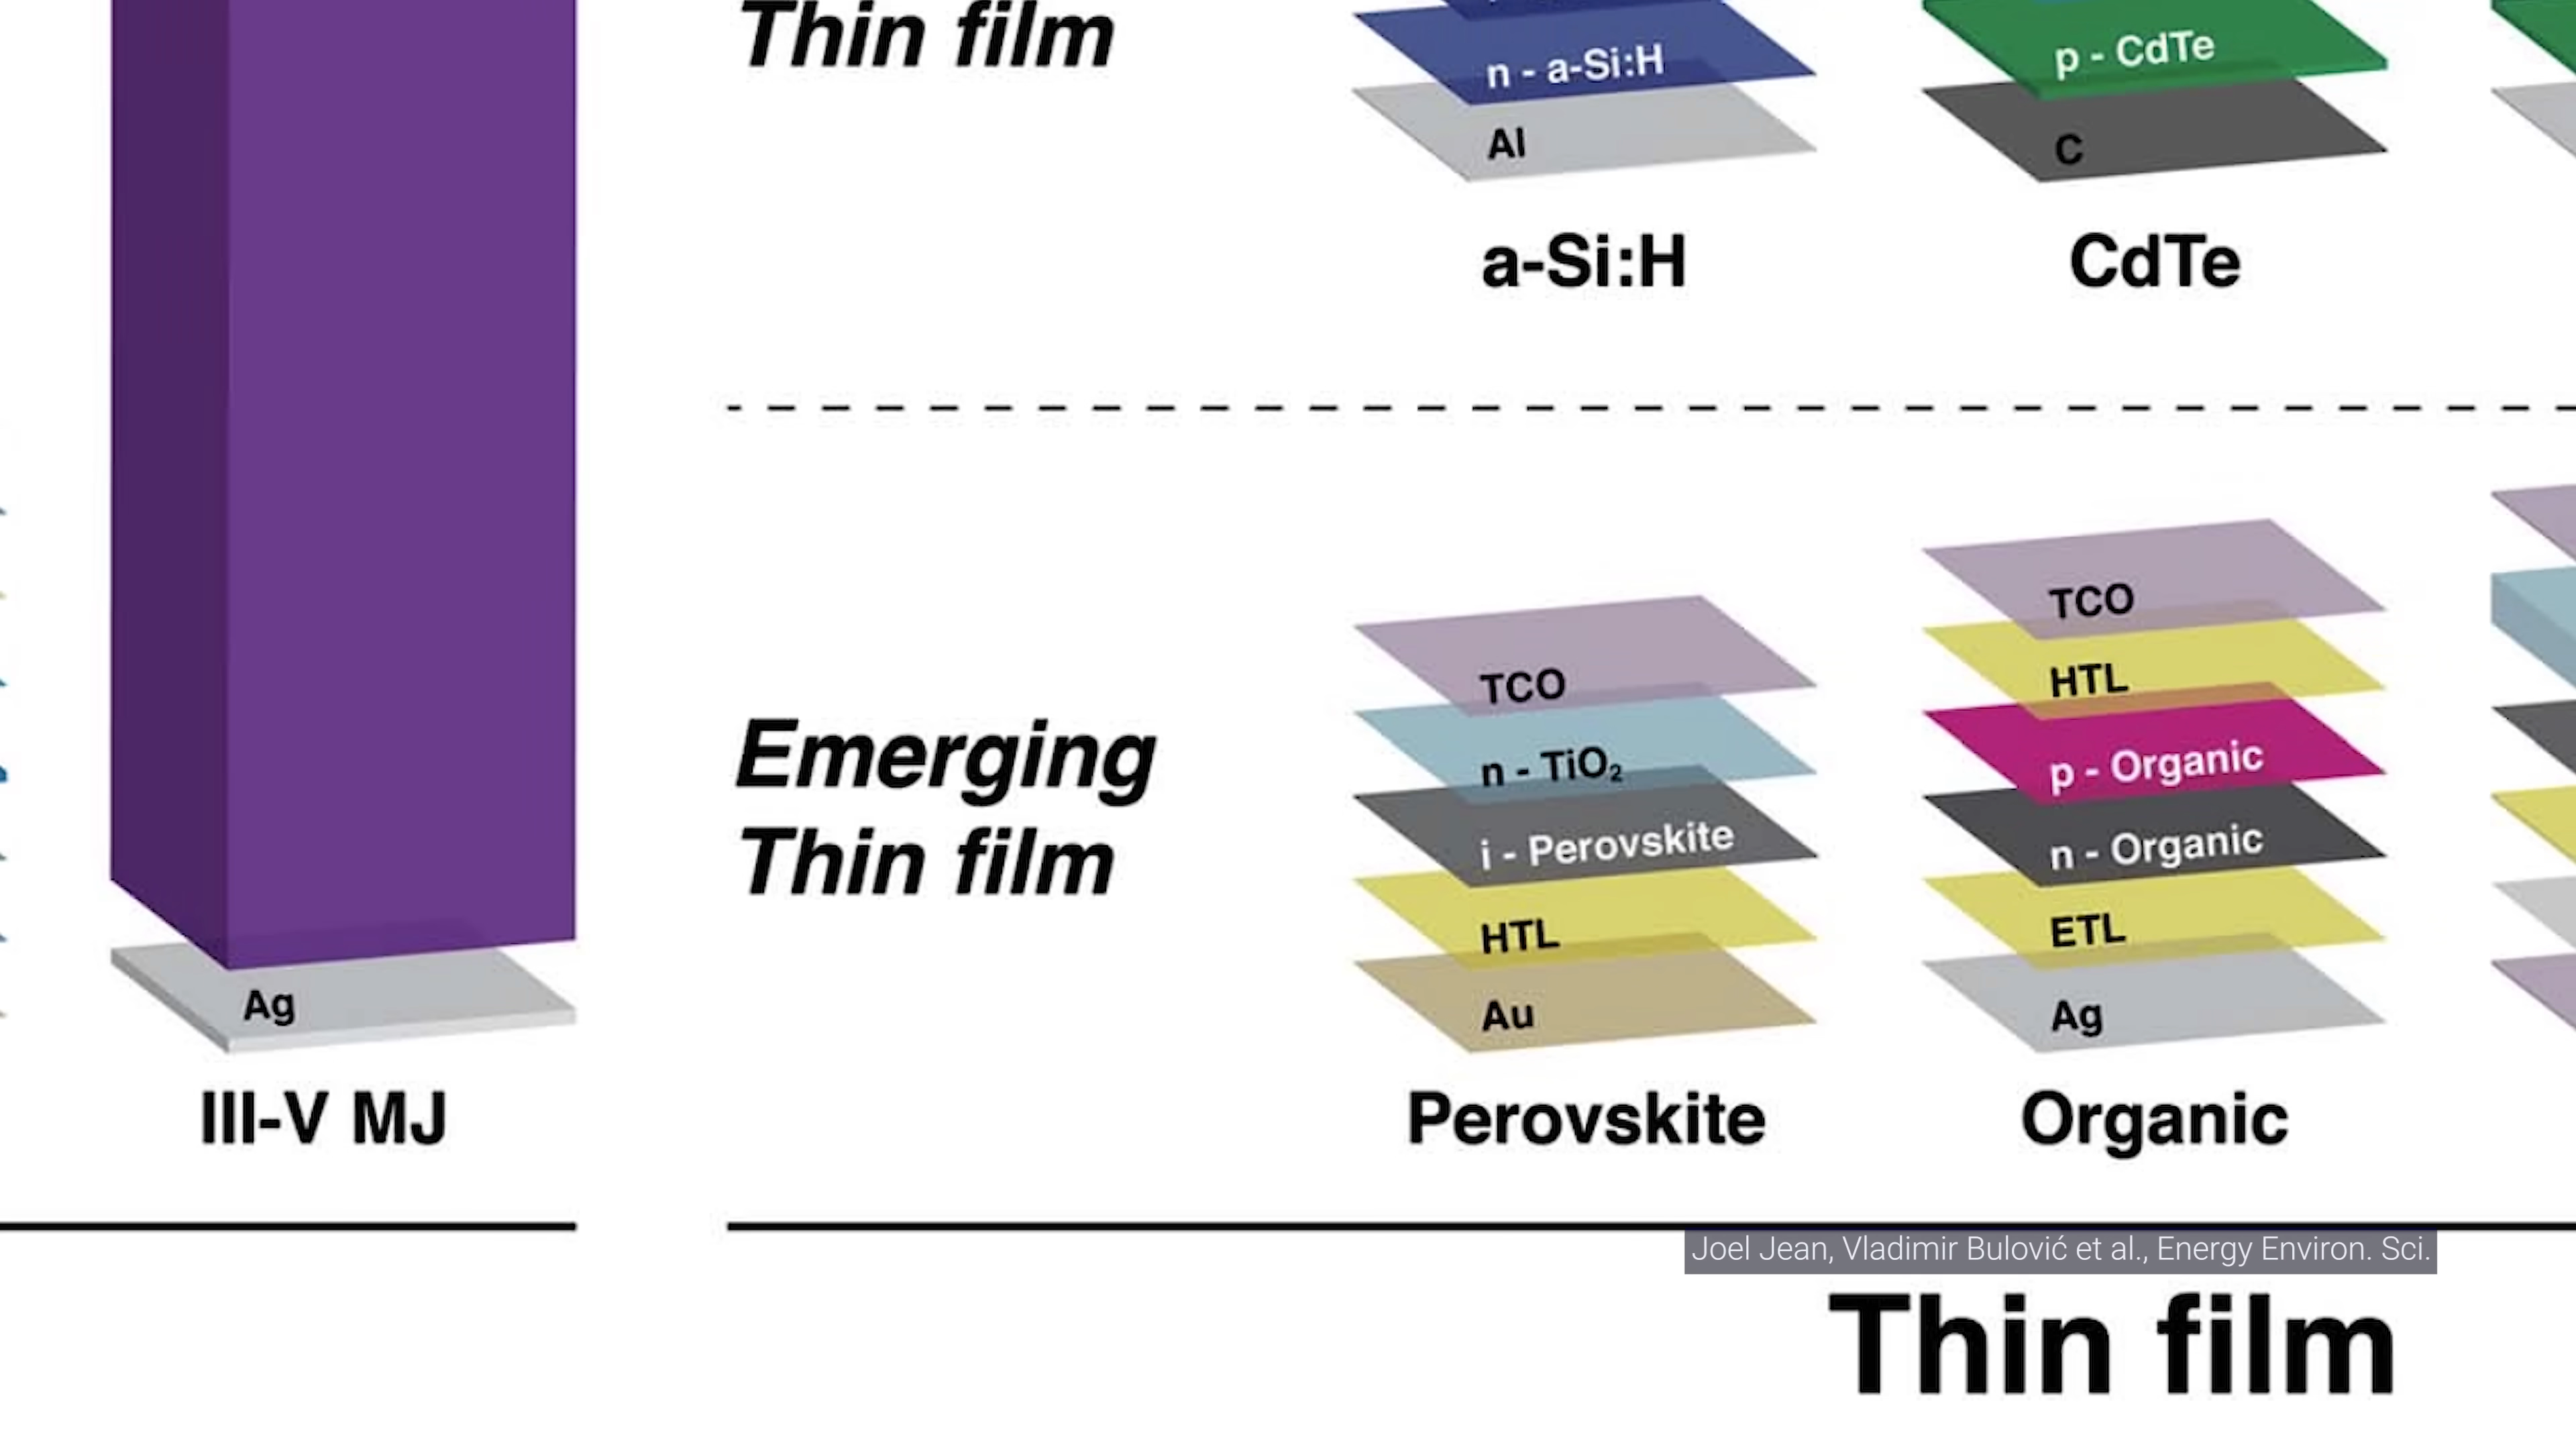 Thin film
n - a-Si:H
Al
a-Si:H
p - CdTe
C
CdTe
Emerging
Thin film
TCO
n - TiO₂
i - Perovskite
HTL
Au
Perovskite
TCO
HTL
p - Organic
n - Organic
ETL
Ag
Organic
Ag
III-V MJ
Joel Jean, Vladimir Bulović et al., Energy Environ. Sci.
Thin film